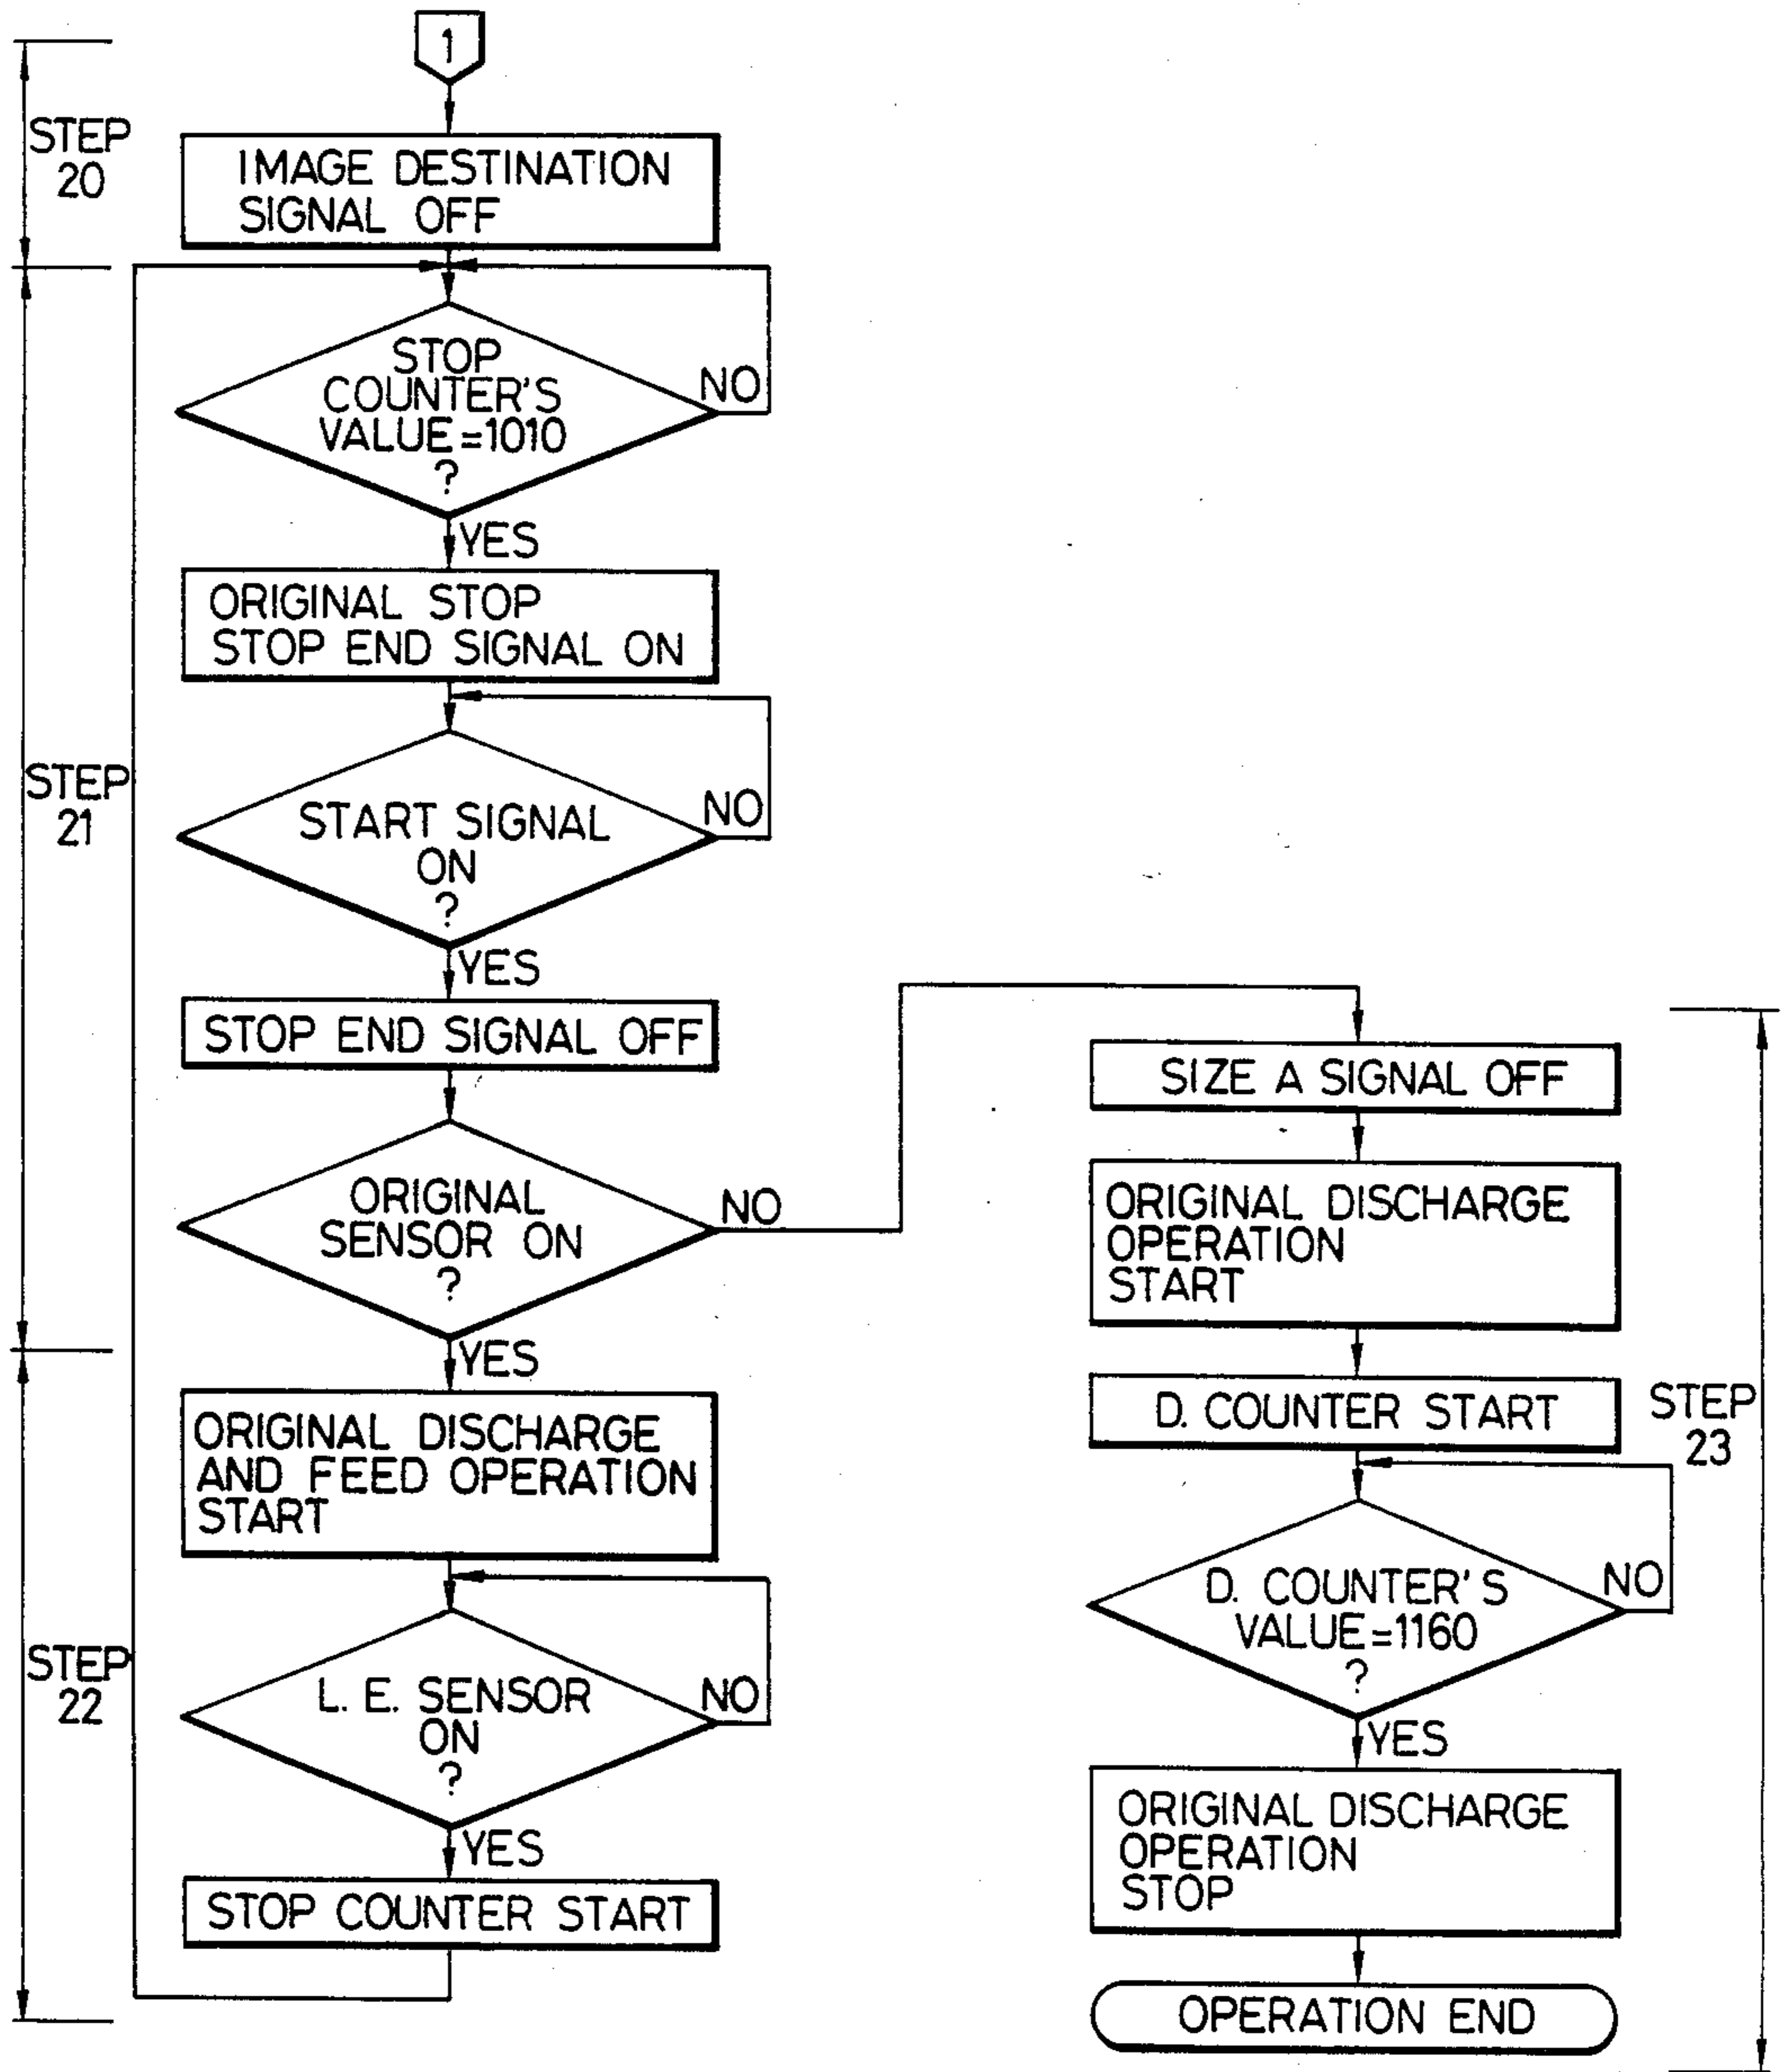 1
STEP
20
IMAGE DESTINATION
SIGNAL OFF
STOP
COUNTER'S
VALUE=1010
?
NO
YES
ORIGINAL STOP
STOP END SIGNAL ON
STEP
21
START SIGNAL
ON
?
NO
YES
STOP END SIGNAL OFF
ORIGINAL
SENSOR ON
?
NO
YES
ORIGINAL DISCHARGE
AND FEED OPERATION
START
STEP
22
L. E. SENSOR
ON
?
NO
YES
STOP COUNTER START
SIZE A SIGNAL OFF
ORIGINAL DISCHARGE
OPERATION
START
D. COUNTER START
STEP
23
D. COUNTER'S
VALUE=1160
?
NO
YES
ORIGINAL DISCHARGE
OPERATION
STOP
OPERATION END